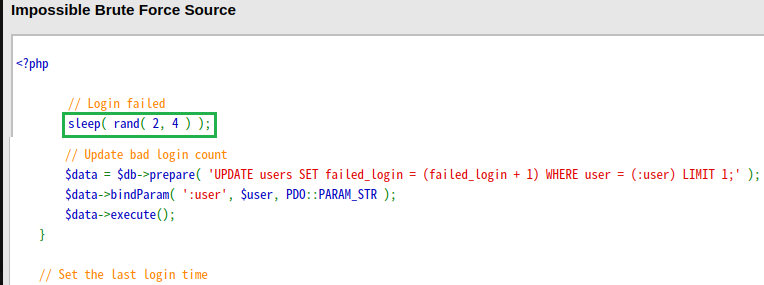 Impossible Brute Force Source
<?php
// Login failed
sleep( rand( 2, 4 ) );
// Update bad login count
$data = $db->prepare( 'UPDATE users SET failed_login = (failed_login + 1) WHERE user = (:user) LIMIT 1;' );
$data->bindParam( ':user', $user, PDO::PARAM_STR );
$data->execute();
}
// Set the last login time